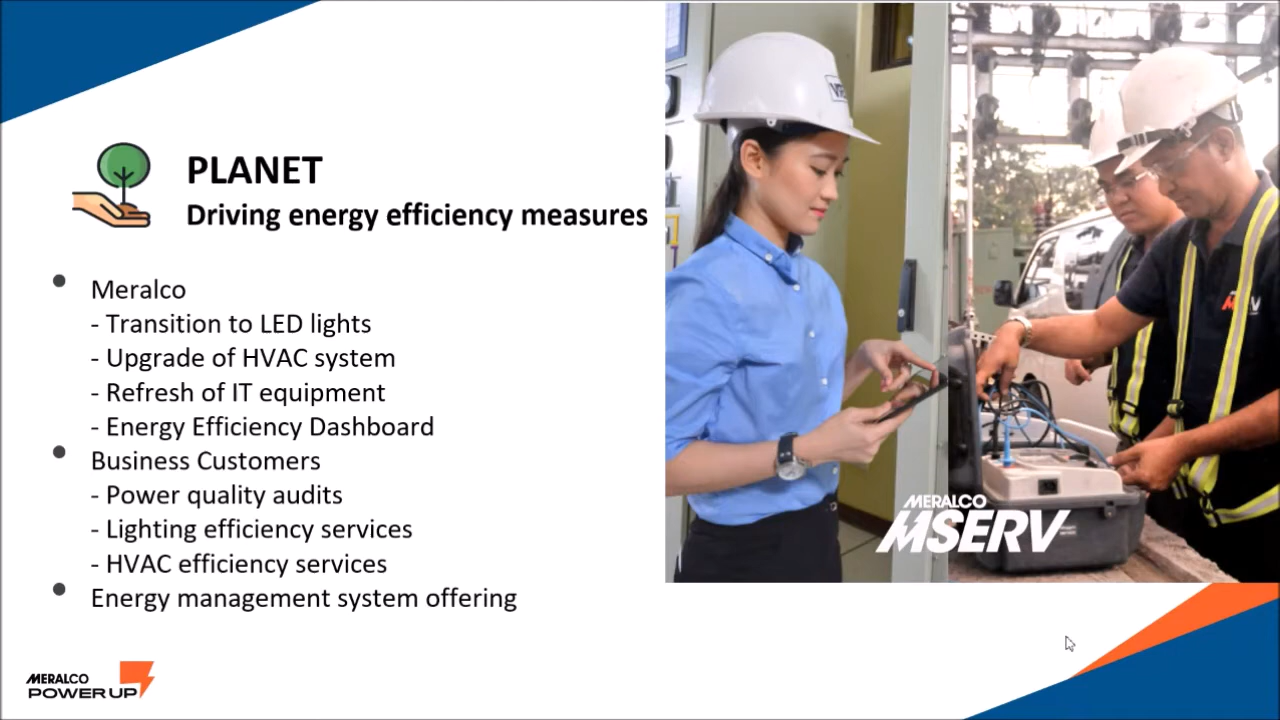 PLANET
Driving energy efficiency measures
• Meralco
- Transition to LED lights
- Upgrade of HVAC system
- Refresh of IT equipment
- Energy Efficiency Dashboard
• Business Customers
- Power quality audits
- Lighting efficiency services
- HVAC efficiency services
• Energy management system offering
MERALCO
MSERV
MERALCO
POWER UP